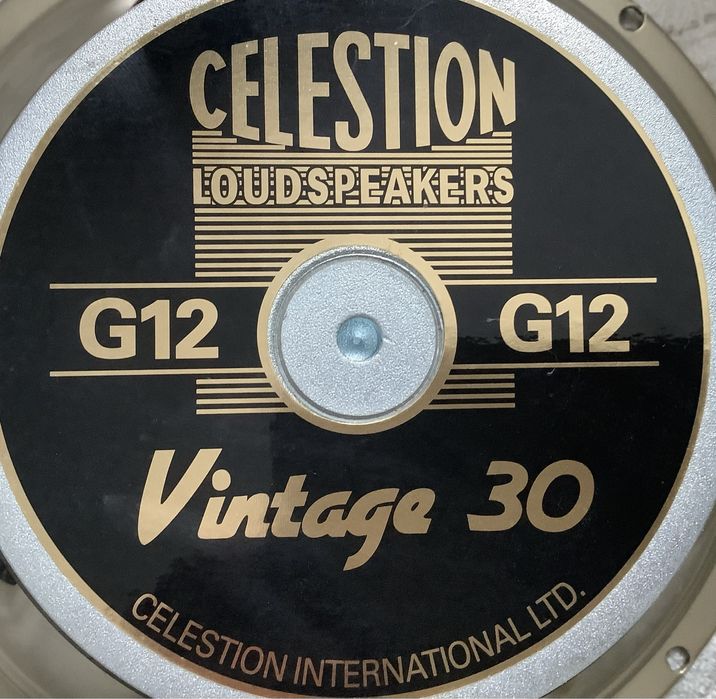 CELESTION
LOUDSPEAKERS
G12 G12
Vintage 30
CELESTION INTERNATIONAL LTD.